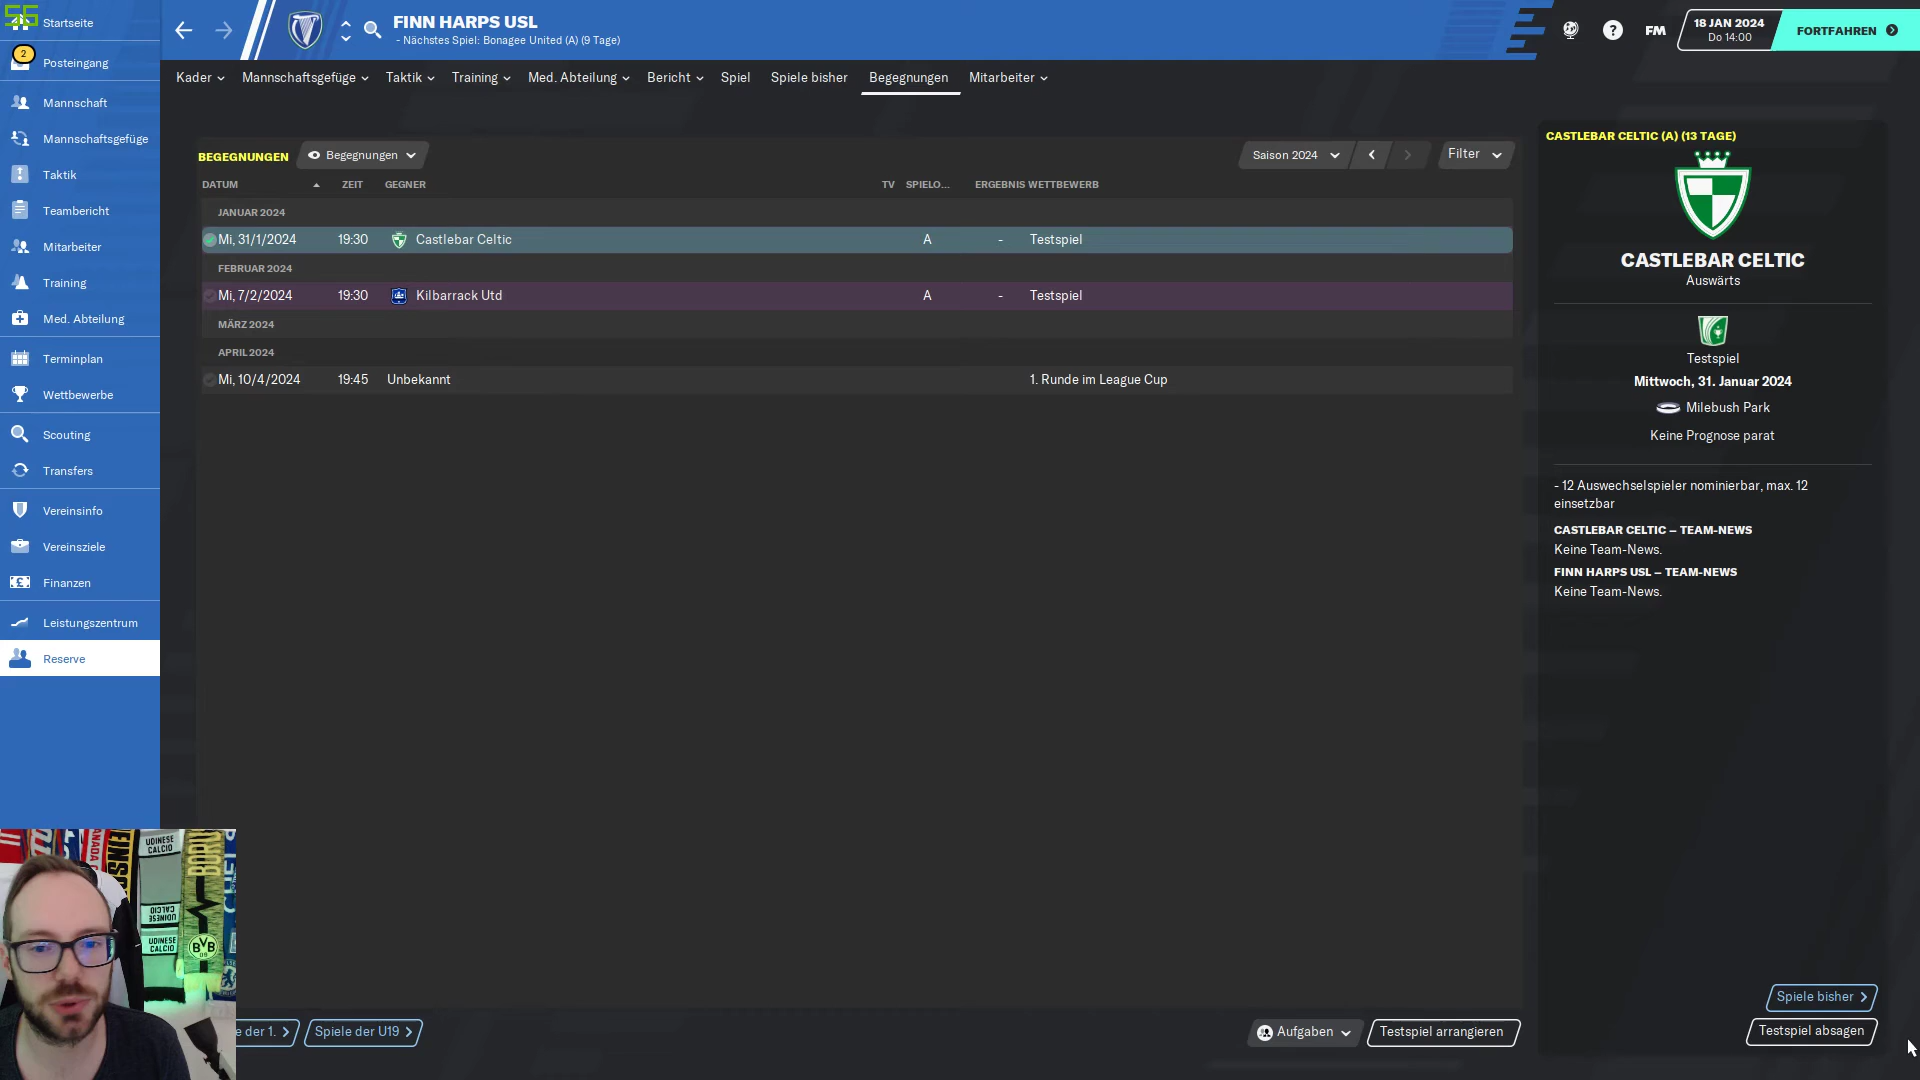 56
Startseite
2
Posteingang
Mannschaft
Mannschaftsgefüge
Taktik
Teambericht
Mitarbeiter
Training
Med. Abteilung
Terminplan
Wettbewerbe
Scouting
Transfers
Vereinsinfo
Vereinsziele
Finanzen
Leistungszentrum
Reserve
FINN HARPS USL
- Nächstes Spiel: Bonagee United (A) (9 Tage)
FM
18 JAN 2024
Do 14:00
FORTFAHREN
Kader Mannschaftsgefüge Taktik Training Med. Abteilung Bericht Spiel Spiele bisher Begegnungen Mitarbeiter
BEGEGNUNGEN Begegnungen Saison 2024 Filter
DATUM ZEIT GEGNER TV SPIELO... ERGEBNIS WETTBEWERB
JANUAR 2024
Mi, 31/1/2024 19:30 Castlebar Celtic A - Testspiel
FEBRUAR 2024
Mi, 7/2/2024 19:30 Kilbarrack Utd A - Testspiel
MÄRZ 2024
APRIL 2024
Mi, 10/4/2024 19:45 Unbekannt 1. Runde im League Cup
CASTLEBAR CELTIC (A) (13 TAGE)
CASTLEBAR CELTIC
Auswärts
Testspiel
Mittwoch, 31. Januar 2024
Milebush Park
Keine Prognose parat
- 12 Auswechselspieler nominierbar, max. 12
einsetzbar
CASTLEBAR CELTIC – TEAM-NEWS
Keine Team-News.
FINN HARPS USL – TEAM-NEWS
Keine Team-News.
Spiele bisher
Testspiel absagen
e der 1. Spiele der U19 Aufgaben Testspiel arrangieren
UDINESE
CALCIO
UDINESE
CALCIO
BVB
09